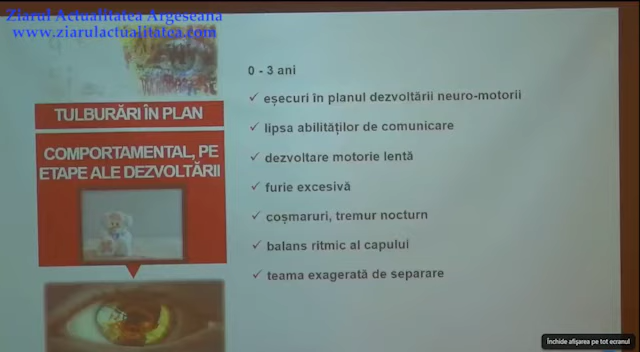 Ziarul Actualitatea Argeseana
www.ziarulactualitatea.com
TULBURĂRI ÎN PLAN
COMPORTAMENTAL, PE
ETAPE ALE DEZVOLTĂRII
0 - 3 ani
✓ eșecuri în planul dezvoltării neuro-motorii
✓ lipsa abilităților de comunicare
✓ dezvoltare motorie lentă
✓ furie excesivă
✓ coșmaruri, tremur nocturn
✓ balans ritmic al capului
✓ teama exagerată de separare
Închide afișarea pe tot ecranul